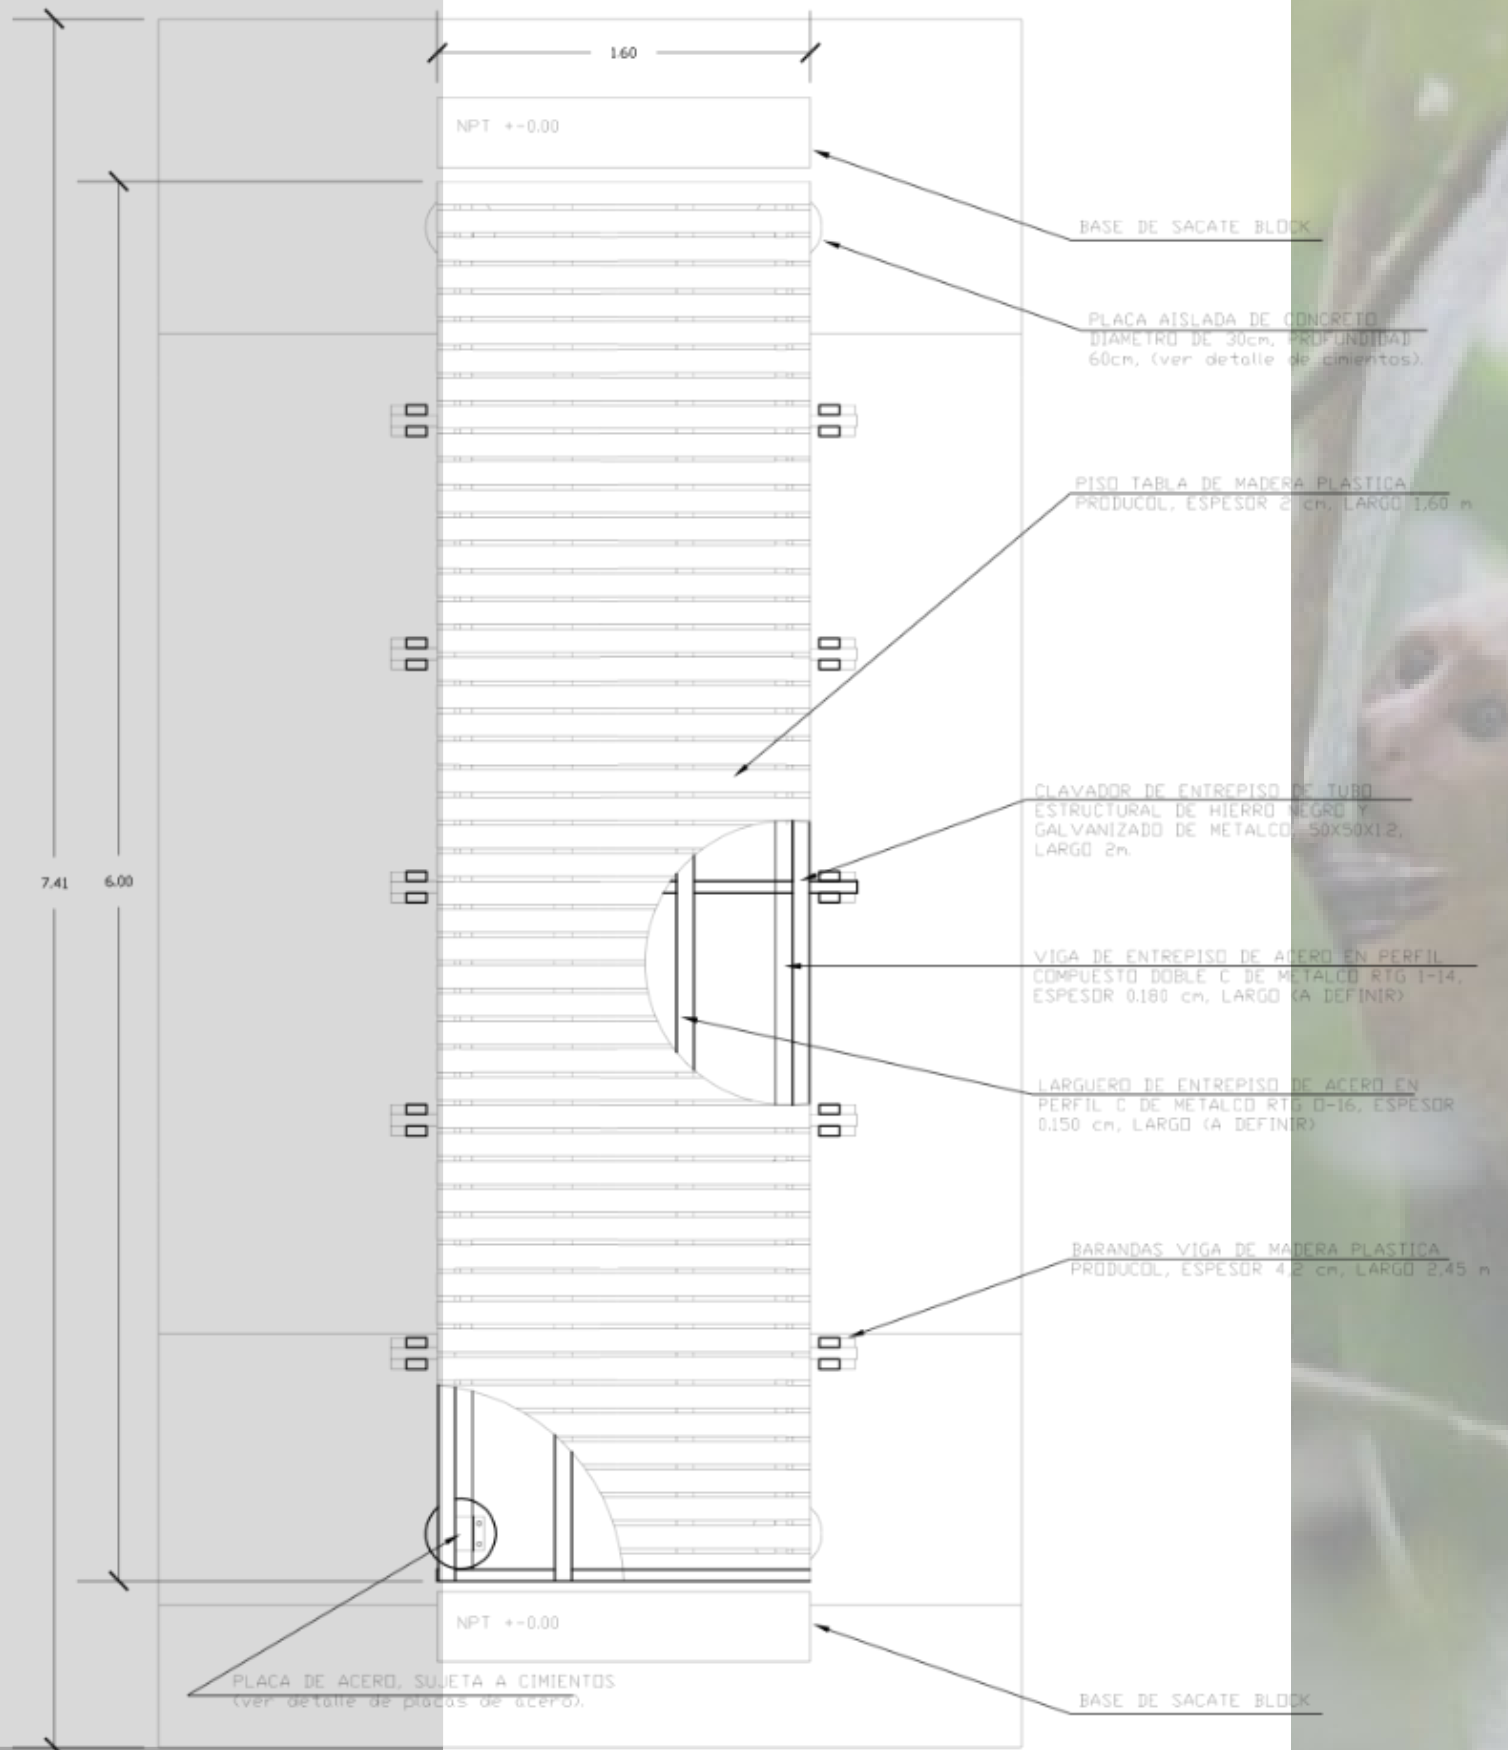 1.60
NPT +-0.00
BASE DE SACATE BLOCK
PLACA AISLADA DE CONCRETO
DIAMETRO DE 30cm, PROFUNDIDAD
60cm, (ver detalle de cimientos).
PISO TABLA DE MADERA PLASTICA
PRODUCOL, ESPESOR 2 cm, LARGO 1,60 m
CLAVADOR DE ENTREPISO DE TUBO
ESTRUCTURAL DE HIERRO NEGRO Y
GALVANIZADO DE METALCO, 50X50X1.2,
LARGO 2m.
7.41
6.00
VIGA DE ENTREPISO DE ACERO EN PERFIL
COMPUESTO DOBLE C DE METALCO RTG 1-14,
ESPESOR 0.180 cm, LARGO (A DEFINIR)
LARGUERO DE ENTREPISO DE ACERO EN
PERFIL C DE METALCO RTG 0-16, ESPESOR
0.150 cm, LARGO (A DEFINIR)
BARANDAS VIGA DE MADERA PLASTICA
PRODUCOL, ESPESOR 4,2 cm, LARGO 2,45 m
NPT +-0.00
PLACA DE ACERO, SUJETA A CIMIENTOS
(ver detalle de placas de acero).
BASE DE SACATE BLOCK